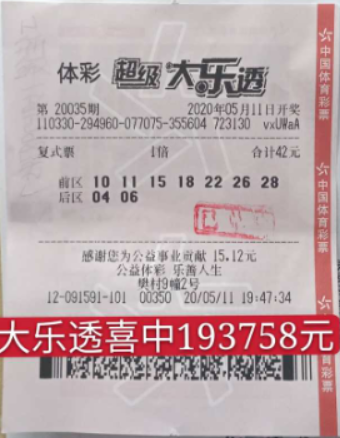 体彩 超级大乐透
第 20035期 2020年05月11日开奖
110330-294960-077075-355604 723130 vxUWaA
复式票 1倍 合计42元
前区 10 11 15 18 22 26 28
后区 04 06
感谢您为公益事业贡献 15.12元
公益体彩 乐善人生
樊村9幢2号
12-091591-101 00350 20/05/11 19:47:34
大乐透喜中193758元
中国体育彩票
中国体育彩票
中国体育彩票